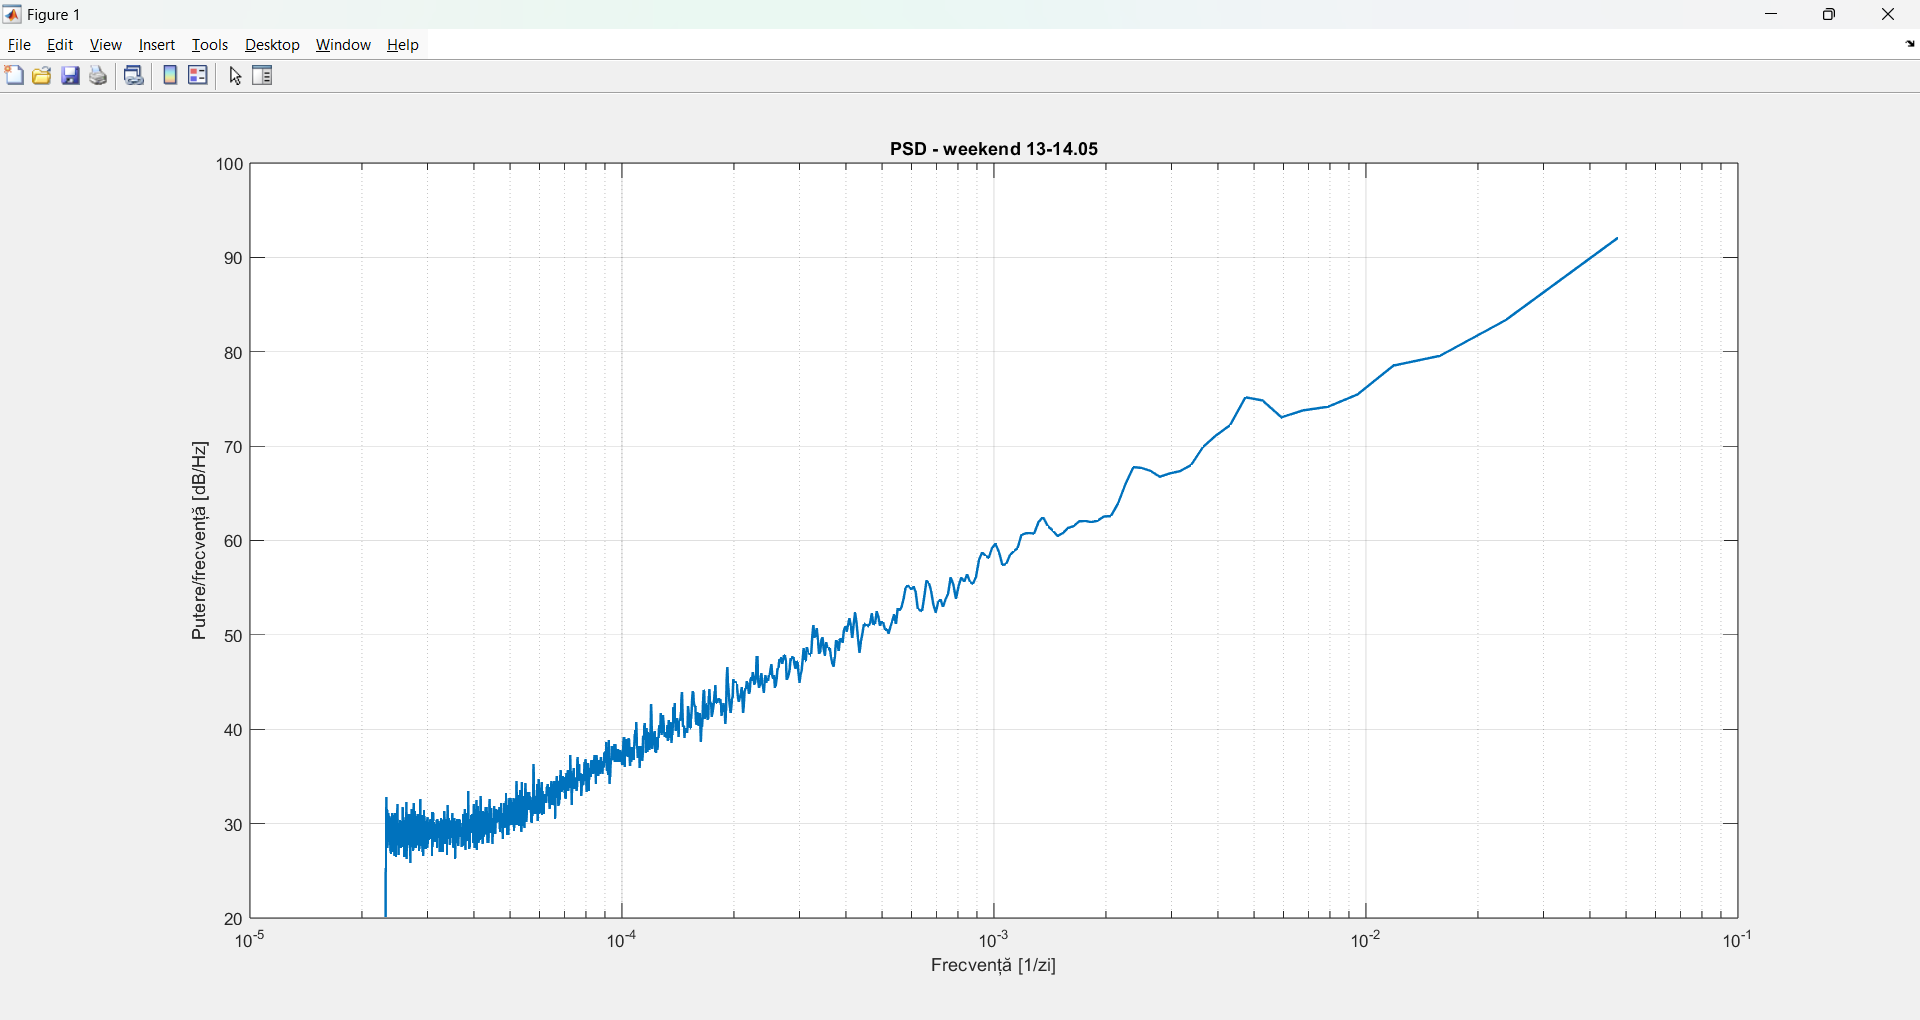 Figure 1
File Edit View Insert Tools Desktop Window Help
PSD - weekend 13-14.05
100
90
80
70
60
50
40
30
20
Putere/frecvență [dB/Hz]
10-5 10-4 10-3 10-2 10-1
Frecvență [1/zi]